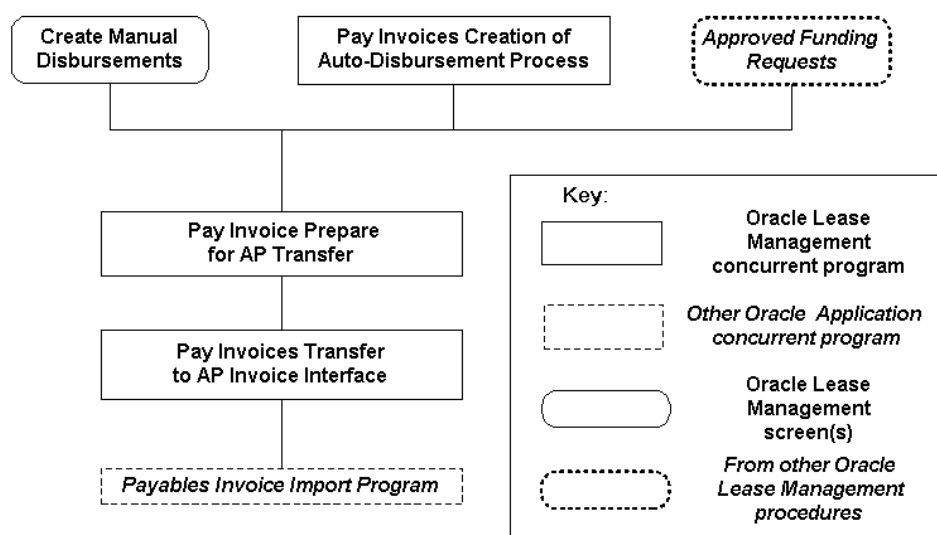 Create Manual
Disbursements
Pay Invoices Creation of
Auto-Disbursement Process
Approved Funding
Requests
Pay Invoice Prepare
for AP Transfer
Pay Invoices Transfer
to AP Invoice Interface
Payables Invoice Import Program
Key:
Oracle Lease
Management
concurrent program
Other Oracle Application
concurrent program
Oracle Lease
Management
screen(s)
From other Oracle
Lease Management
procedures